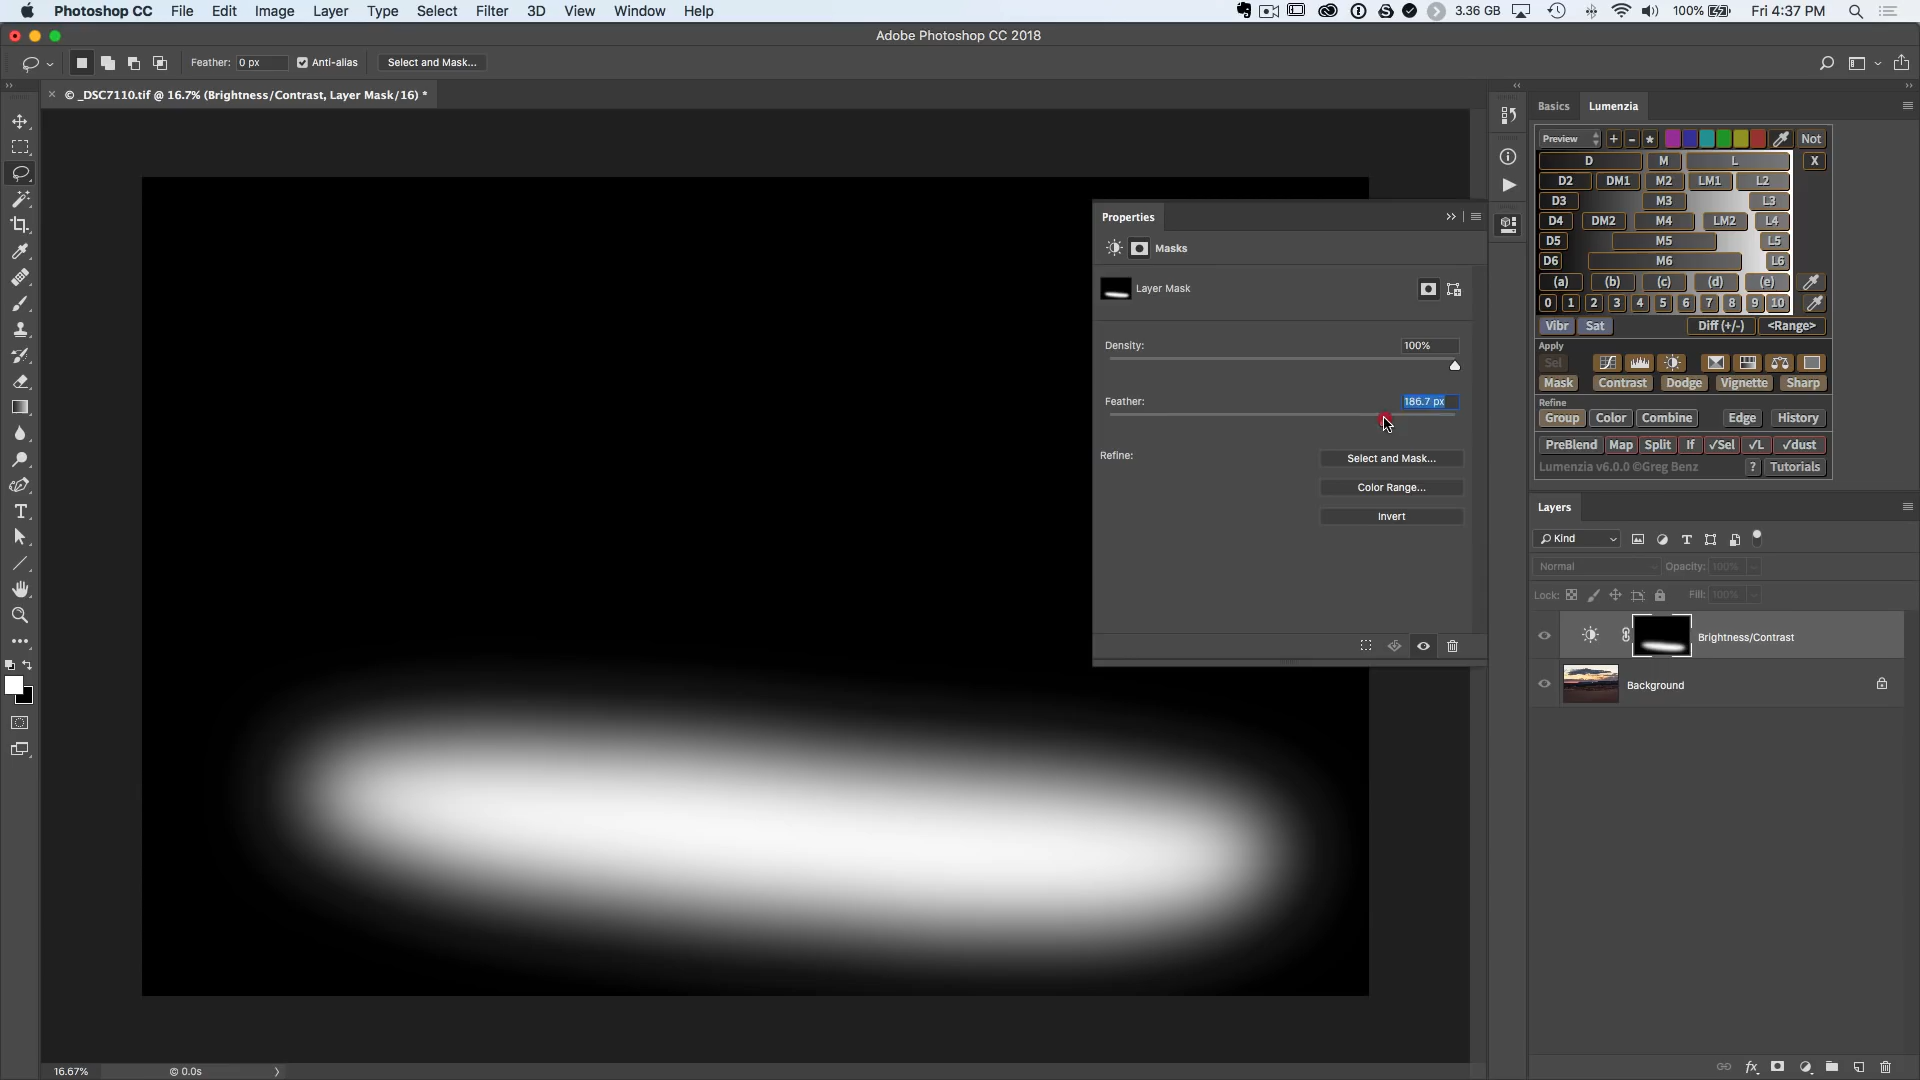 Photoshop CC File Edit Image Layer Type Select Filter 3D View Window Help 3.36 GB 100% Fri 4:37 PM
Adobe Photoshop CC 2018
Feather: 0 px Anti-alias Select and Mask...
© _DSC7110.tif @ 16.7% (Brightness/Contrast, Layer Mask/16) *
Properties
Masks
Layer Mask
Density: 100%
Feather: 186.7 px
Refine: Select and Mask...
Color Range...
Invert
Basics Lumenzia
Preview + - * Not
D M L X
D2 DM1 M2 LM1 L2
D3 M3 L3
D4 DM2 M4 LM2 L4
D5 M5 L5
D6 M6 L6
(a) (b) (c) (d) (e)
0 1 2 3 4 5 6 7 8 9 10
Vibr Sat Diff (+/-) <Range>
Apply
Sel
Mask Contrast Dodge Vignette Sharp
Refine
Group Color Combine Edge History
PreBlend Map Split If √Sel √L √dust
Lumenzia v6.0.0 ©Greg Benz ? Tutorials
Layers
Kind
Normal Opacity: 100%
Lock: Fill: 100%
Brightness/Contrast
Background
16.67% © 0.0s